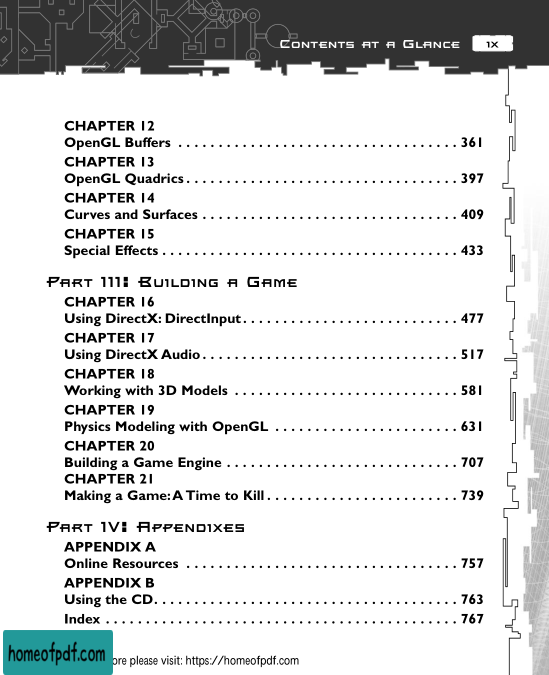 Contents at a Glance ix
CHAPTER 12
OpenGL Buffers . . . . . . . . . . . . . . . . . . . . . . . . . . . . . . . . . . . 361
CHAPTER 13
OpenGL Quadrics . . . . . . . . . . . . . . . . . . . . . . . . . . . . . . . . . . 397
CHAPTER 14
Curves and Surfaces . . . . . . . . . . . . . . . . . . . . . . . . . . . . . . . . 409
CHAPTER 15
Special Effects . . . . . . . . . . . . . . . . . . . . . . . . . . . . . . . . . . . . . 433
Part III: Building a Game
CHAPTER 16
Using DirectX: DirectInput . . . . . . . . . . . . . . . . . . . . . . . . . . . 477
CHAPTER 17
Using DirectX Audio . . . . . . . . . . . . . . . . . . . . . . . . . . . . . . . . 517
CHAPTER 18
Working with 3D Models . . . . . . . . . . . . . . . . . . . . . . . . . . . . 581
CHAPTER 19
Physics Modeling with OpenGL . . . . . . . . . . . . . . . . . . . . . . . 631
CHAPTER 20
Building a Game Engine . . . . . . . . . . . . . . . . . . . . . . . . . . . . . 707
CHAPTER 21
Making a Game: A Time to Kill . . . . . . . . . . . . . . . . . . . . . . . . 739
Part IV: Appendixes
APPENDIX A
Online Resources . . . . . . . . . . . . . . . . . . . . . . . . . . . . . . . . . . 757
APPENDIX B
Using the CD . . . . . . . . . . . . . . . . . . . . . . . . . . . . . . . . . . . . . . 763
Index . . . . . . . . . . . . . . . . . . . . . . . . . . . . . . . . . . . . . . . . . . . . 767
homeofpdf.com ore please visit: https://homeofpdf.com